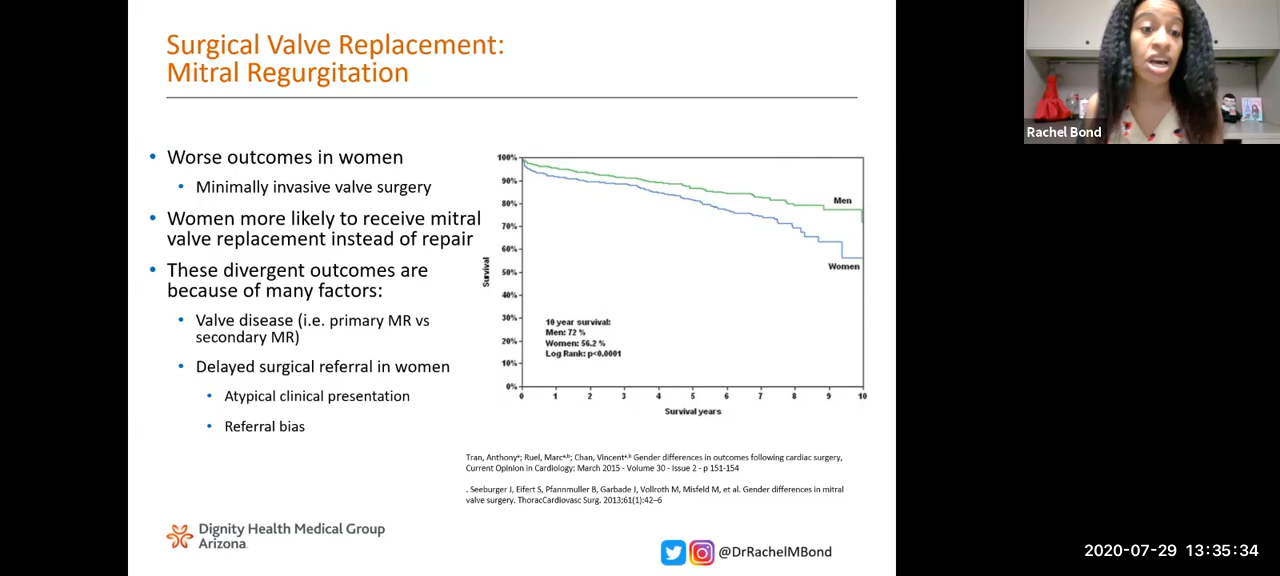 Surgical Valve Replacement:
Mitral Regurgitation
• Worse outcomes in women
• Minimally invasive valve surgery
• Women more likely to receive mitral
valve replacement instead of repair
• These divergent outcomes are
because of many factors:
• Valve disease (i.e. primary MR vs
secondary MR)
• Delayed surgical referral in women
• Atypical clinical presentation
• Referral bias
100%
90%
80%
70%
60%
50%
40%
30%
20%
10%
0%
Survival
Men
Women
10 year survival:
Men: 72 %
Women: 56.2 %
Log Rank: p<0.0001
0 1 2 3 4 5 6 7 8 9 10
Survival years
Tran, Anthonyᵃ; Ruel, Marcᵃ,ᵇ; Chan, Vincentᵃ,ᵇ Gender differences in outcomes following cardiac surgery,
Current Opinion in Cardiology: March 2015 - Volume 30 - Issue 2 - p 151-154
. Seeburger J, Eifert S, Pfannmuller B, Garbade J, Vollroth M, Misfeld M, et al. Gender differences in mitral
valve surgery. ThoracCardiovasc Surg. 2013;61(1):42–6
Dignity Health Medical Group
Arizona.
@DrRachelMBond
Rachel Bond
2020-07-29 13:35:34